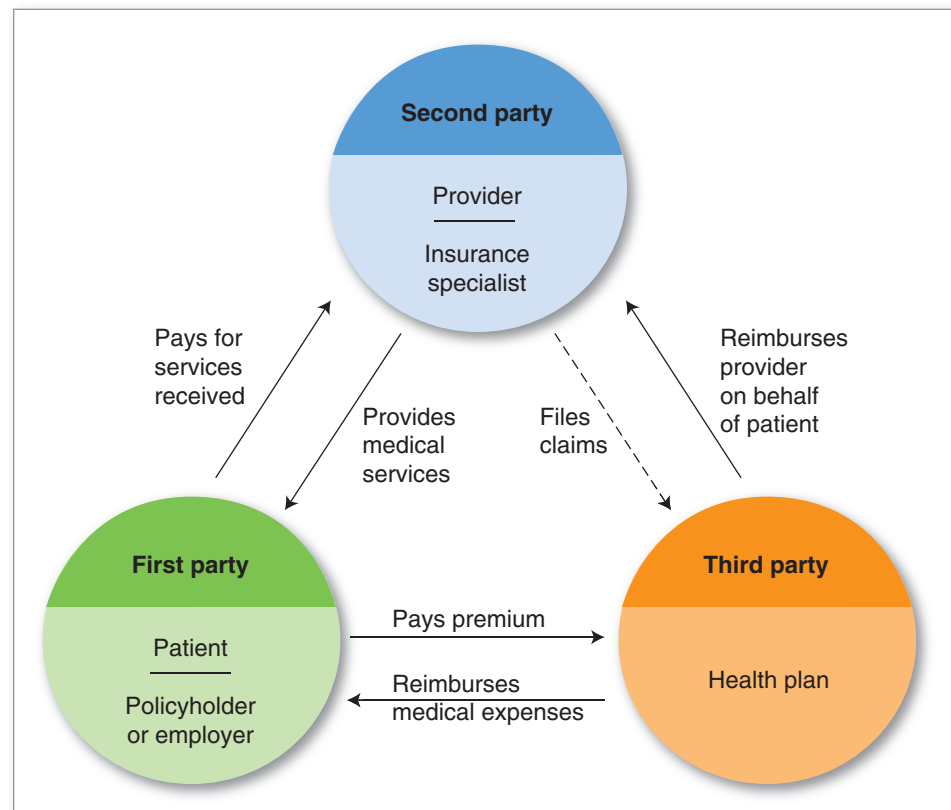 Second party
Provider
Insurance
specialist
Pays for
services
received
Provides
medical
services
Files
claims
Reimburses
provider
on behalf
of patient
First party
Patient
Policyholder
or employer
Pays premium
Reimburses
medical expenses
Third party
Health plan